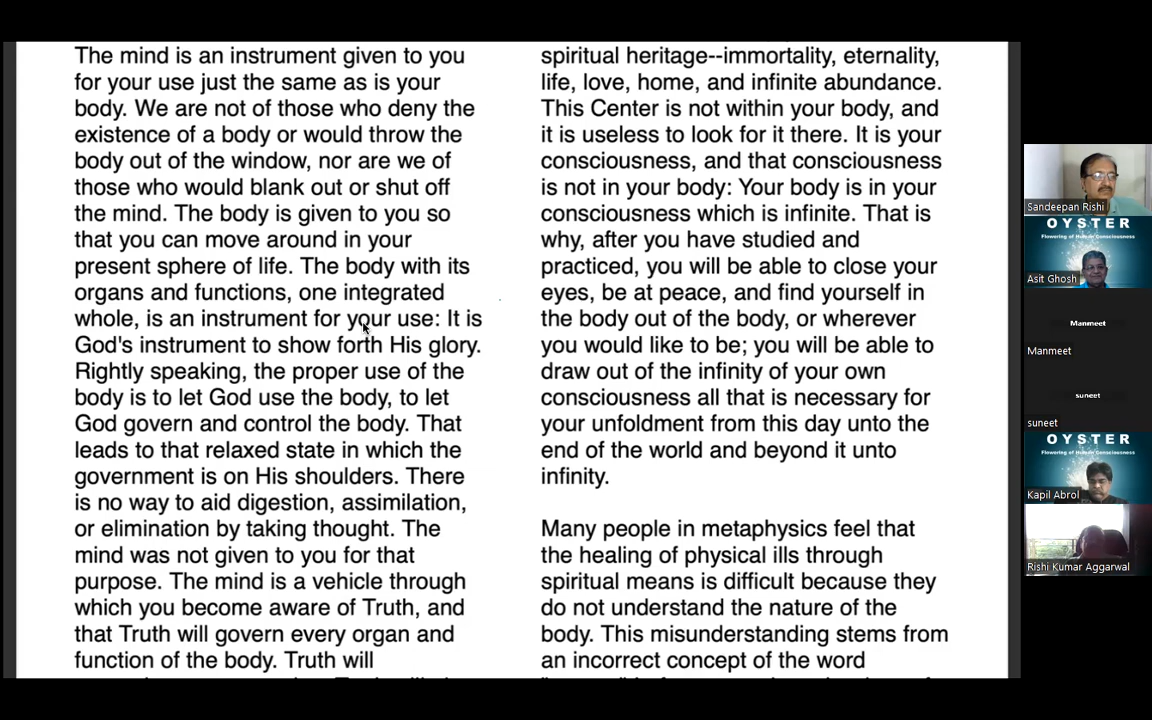 The mind is an instrument given to you
for your use just the same as is your
body. We are not of those who deny the
existence of a body or would throw the
body out of the window, nor are we of
those who would blank out or shut off
the mind. The body is given to you so
that you can move around in your
present sphere of life. The body with its
organs and functions, one integrated
whole, is an instrument for your use: It is
God's instrument to show forth His glory.
Rightly speaking, the proper use of the
body is to let God use the body, to let
God govern and control the body. That
leads to that relaxed state in which the
government is on His shoulders. There
is no way to aid digestion, assimilation,
or elimination by taking thought. The
mind was not given to you for that
purpose. The mind is a vehicle through
which you become aware of Truth, and
that Truth will govern every organ and
function of the body. Truth will
spiritual heritage--immortality, eternality,
life, love, home, and infinite abundance.
This Center is not within your body, and
it is useless to look for it there. It is your
consciousness, and that consciousness
is not in your body: Your body is in your
consciousness which is infinite. That is
why, after you have studied and
practiced, you will be able to close your
eyes, be at peace, and find yourself in
the body out of the body, or wherever
you would like to be; you will be able to
draw out of the infinity of your own
consciousness all that is necessary for
your unfoldment from this day unto the
end of the world and beyond it unto
infinity.
Many people in metaphysics feel that
the healing of physical ills through
spiritual means is difficult because they
do not understand the nature of the
body. This misunderstanding stems from
an incorrect concept of the word
Sandeepan Rishi
OYSTER
Flowering of Human Consciousness
Asit Ghosh
Manmeet
Manmeet
suneet
suneet
OYSTER
Flowering of Human Consciousness
Kapil Abrol
Rishi Kumar Aggarwal